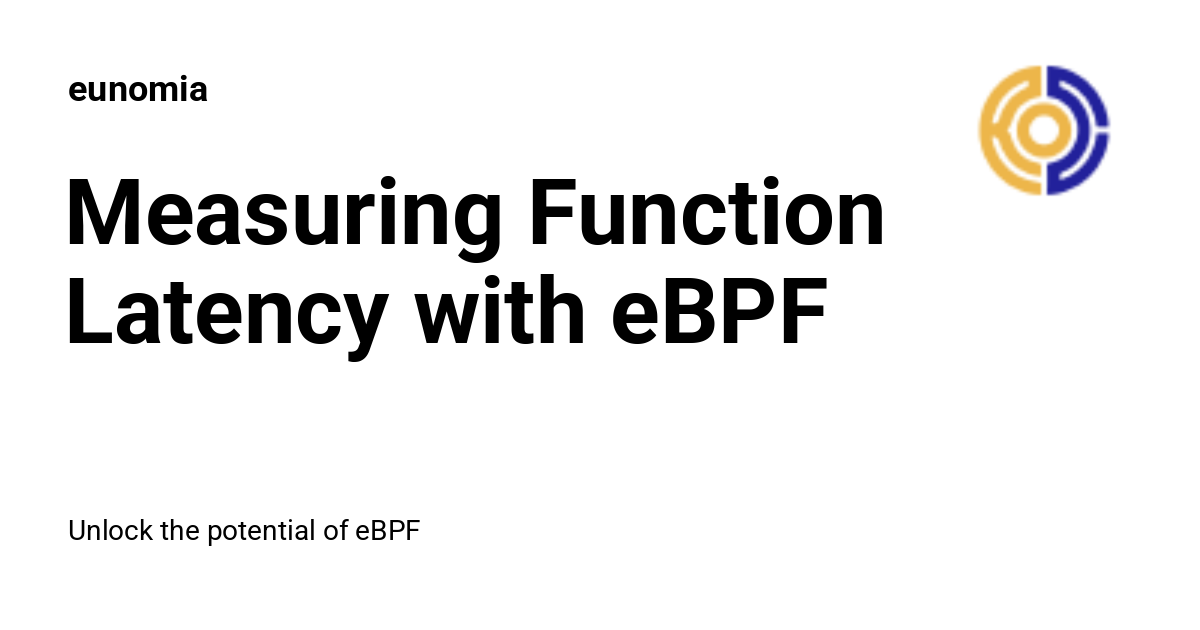 eunomia
Measuring Function
Latency with eBPF
Unlock the potential of eBPF